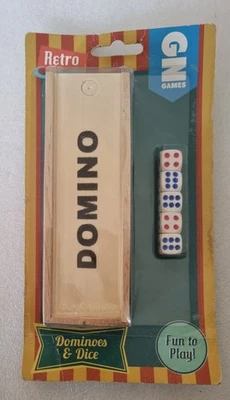 Retro
GN
GAMES
DOMINO
Dominoes
& Dice
Fun to
Play!